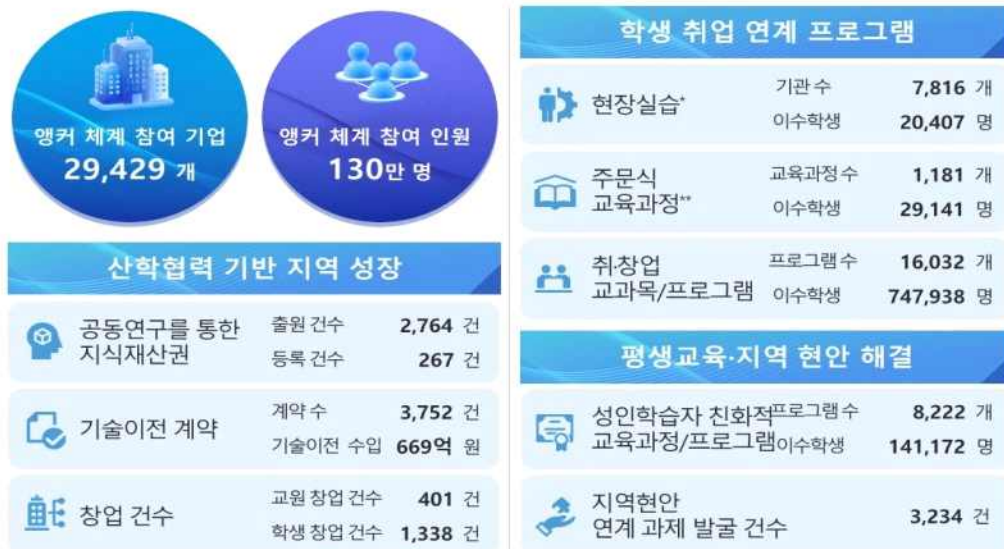 앵커 체계 참여 기업
29,429 개
앵커 체계 참여 인원
130만 명
산학협력 기반 지역 성장
공동연구를 통한
지식재산권
출원 건수 2,764 건
등록 건수 267 건
기술이전 계약
계약 수 3,752 건
기술이전 수입 669억 원
창업 건수
교원 창업 건수 401 건
학생 창업 건수 1,338 건
학생 취업 연계 프로그램
현장실습*
기관 수 7,816 개
이수학생 20,407 명
주문식
교육과정**
교육과정 수 1,181 개
이수학생 29,141 명
취·창업
교과목/프로그램
프로그램 수 16,032 개
이수학생 747,938 명
평생교육·지역 현안 해결
성인학습자 친화적
교육과정/프로그램
프로그램 수 8,222 개
이수학생 141,172 명
지역현안
연계 과제 발굴 건수
3,234 건